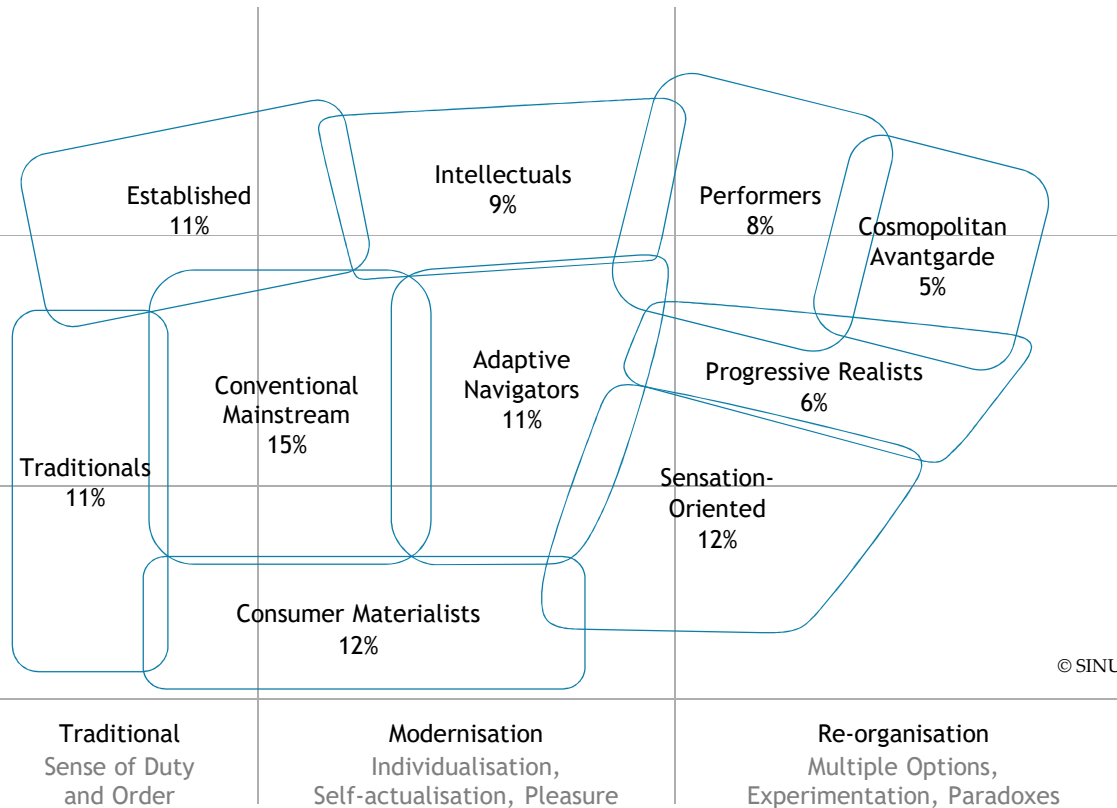 Established
11%
Intellectuals
9%
Performers
8%
Cosmopolitan
Avantgarde
5%
Conventional
Mainstream
15%
Adaptive
Navigators
11%
Progressive Realists
6%
Traditionals
11%
Sensation-
Oriented
12%
Consumer Materialists
12%
© SINU
Traditional
Sense of Duty
and Order
Modernisation
Individualisation,
Self-actualisation, Pleasure
Re-organisation
Multiple Options,
Experimentation, Paradoxes